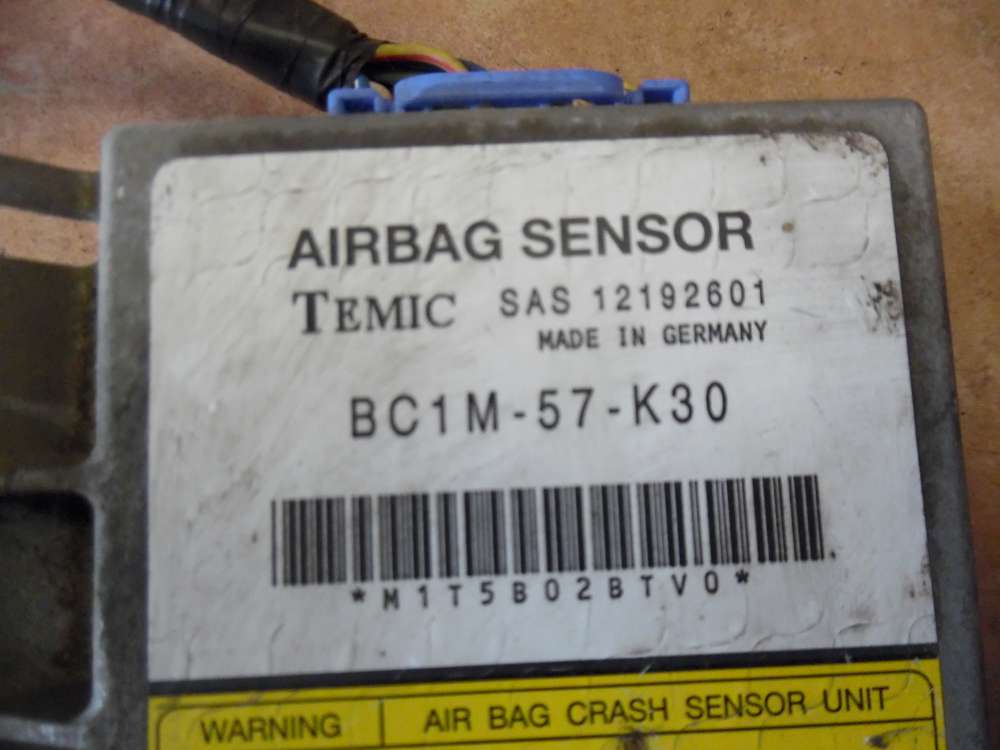 AIRBAG SENSOR
TEMIC SAS 12192601
MADE IN GERMANY
BC1M-57-K30
*M1T5B02BTV0*
WARNING AIR BAG CRASH SENSOR UNIT